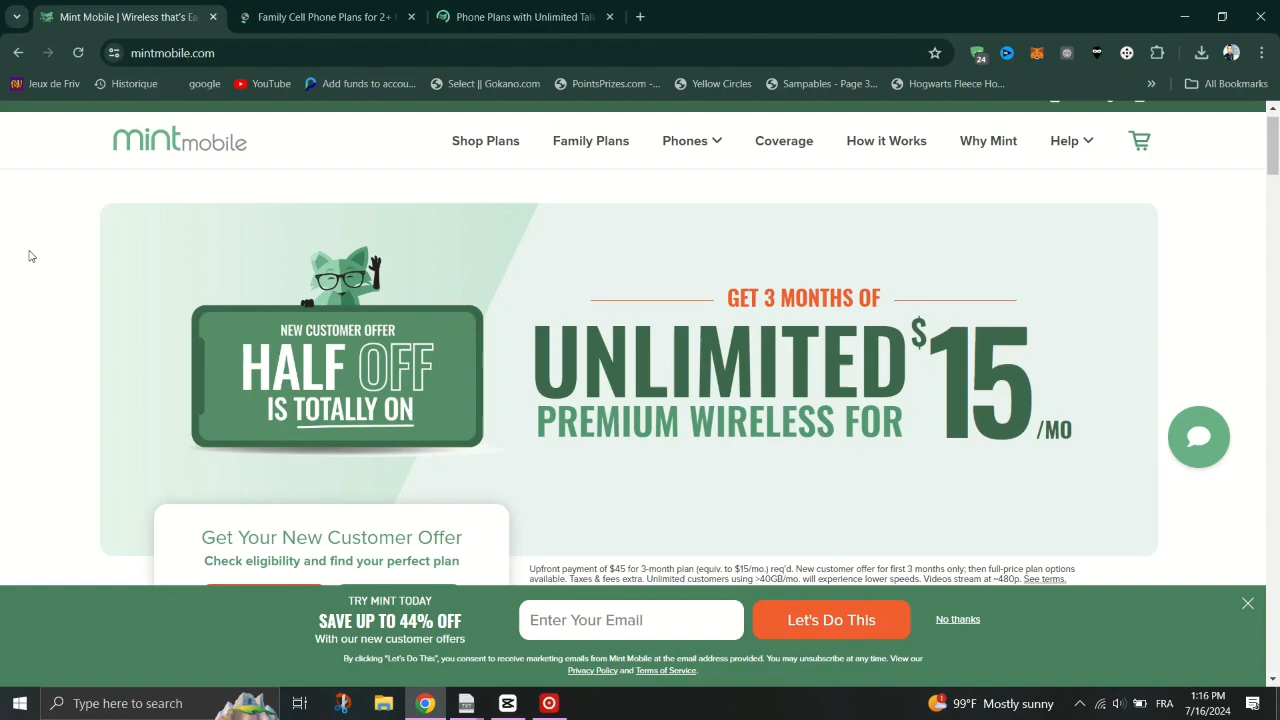 Mint Mobile | Wireless that's Ea
Family Cell Phone Plans for 2+
Phone Plans with Unlimited Talk
mintmobile.com
24
Jeux de Friv
Historique
google
YouTube
Add funds to accou...
Select || Gokano.com
PointsPrizes.com -...
Yellow Circles
Sampables - Page 3...
Hogwarts Fleece Ho...
»
All Bookmarks
mintmobile
Shop Plans
Family Plans
Phones
Coverage
How it Works
Why Mint
Help
NEW CUSTOMER OFFER
HALF OFF
IS TOTALLY ON
GET 3 MONTHS OF
UNLIMITED
PREMIUM WIRELESS FOR
$15/MO
Get Your New Customer Offer
Check eligibility and find your perfect plan
Upfront payment of $45 for 3-month plan (equiv. to $15/mo.) req'd. New customer offer for first 3 months only; then full-price plan options
available. Taxes & fees extra. Unlimited customers using >40GB/mo. will experience lower speeds. Videos stream at ~480p. See terms.
TRY MINT TODAY
SAVE UP TO 44% OFF
With our new customer offers
Enter Your Email
Let's Do This
No thanks
By clicking "Let's Do This", you consent to receive marketing emails from Mint Mobile at the email address provided. You may unsubscribe at any time. View our
Privacy Policy and Terms of Service.
Type here to search
TXT
1
99°F Mostly sunny
FRA
1:16 PM
7/16/2024